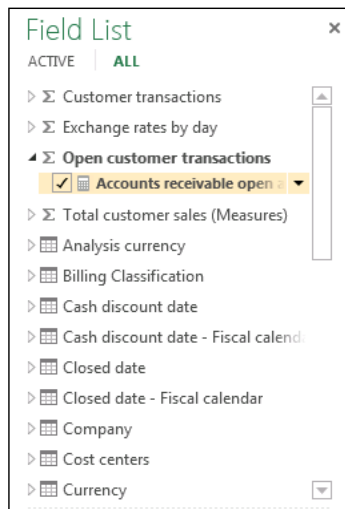 Field List
ACTIVE ALL
Σ Customer transactions
Σ Exchange rates by day
Σ Open customer transactions
Accounts receivable open
Σ Total customer sales (Measures)
Analysis currency
Billing Classification
Cash discount date
Cash discount date - Fiscal calend
Closed date
Closed date - Fiscal calendar
Company
Cost centers
Currency